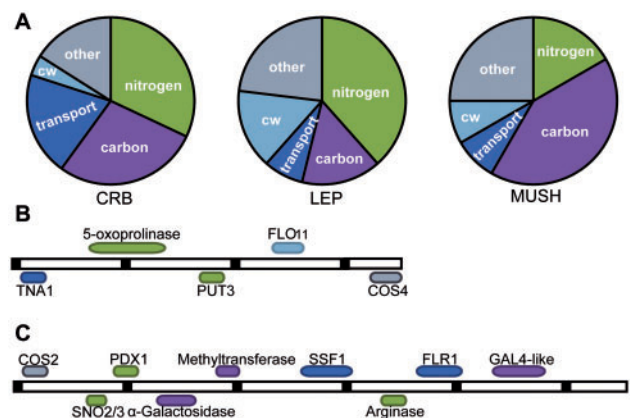 A
other
nitrogen
cw
transport
carbon
CRB
other
nitrogen
cw
transport
carbon
LEP
other
nitrogen
cw
transport
carbon
MUSH
B
5-oxoprolinase
FLO11
TNA1
PUT3
COS4
C
COS2
PDX1
Methyltransferase
SSF1
FLR1
GAL4-like
SNO2/3
α-Galactosidase
Arginase